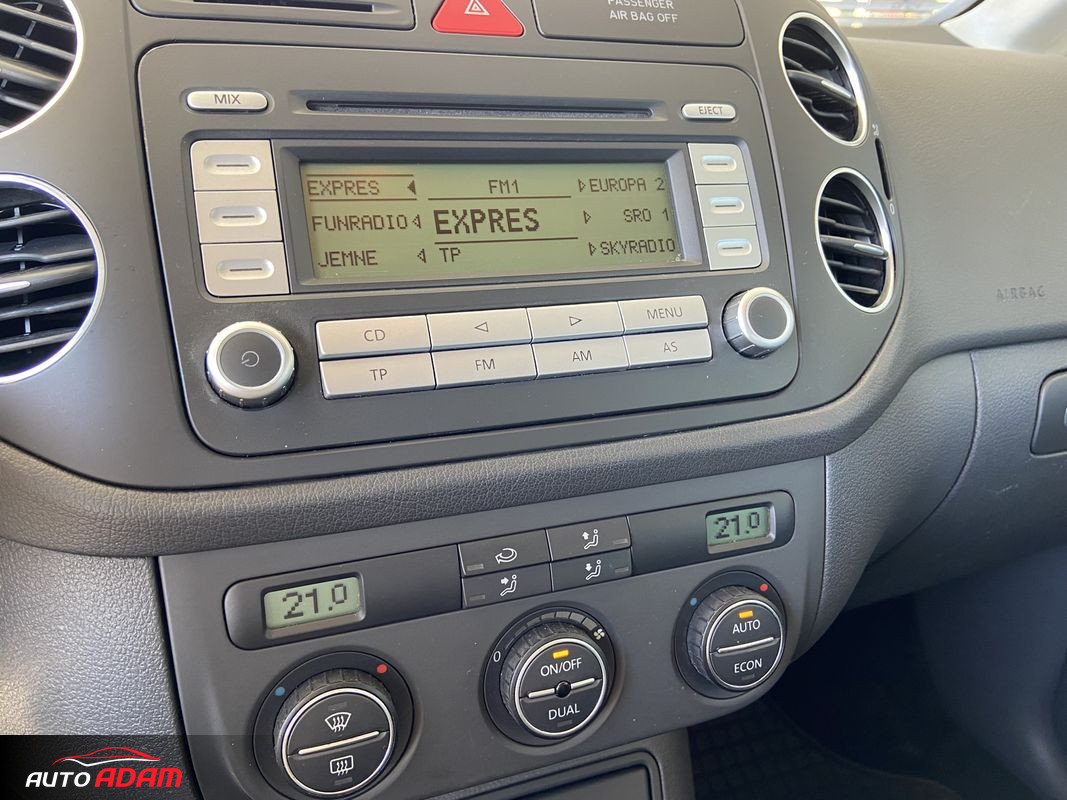 PASSENGER
AIR BAG OFF
MIX
EJECT
EXPRES FM1 EUROPA 2
FUNRADIO EXPRES SRO 1
JEMNE TP SKYRADIO
CD MENU
TP FM AM AS
AIRBAG
21.0
21.0
0 ON/OFF
DUAL
AUTO
ECON
AUTO ADAM